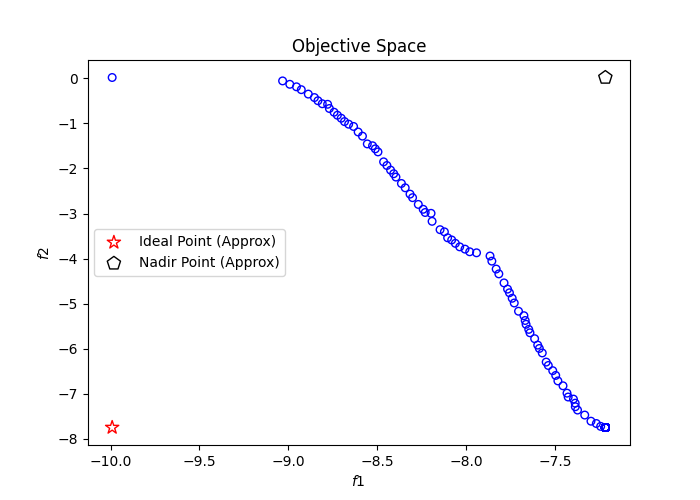 Objective Space
0
−1
−2
−3
−4
−5
−6
−7
−8
f2
Ideal Point (Approx)
Nadir Point (Approx)
−10.0 −9.5 −9.0 −8.5 −8.0 −7.5
f1